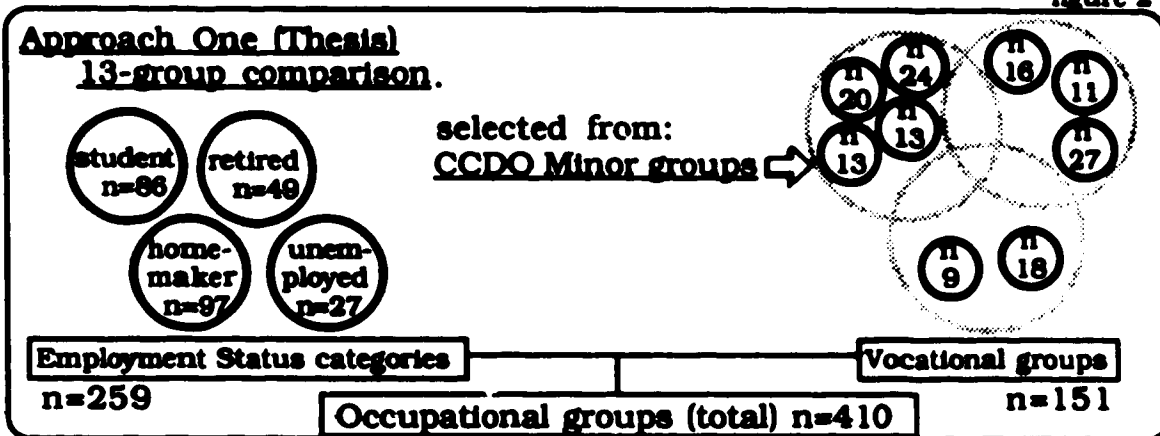 figure 2
Approach One (Thesis)
13-group comparison.
student
n=86
retired
n=49
home-
maker
n=97
unem-
ployed
n=27
selected from:
CCDO Minor groups
n
20
n
24
n
13
n
13
n
16
n
11
n
27
n
9
n
18
Employment Status categories
n=259
Vocational groups
n=151
Occupational groups (total) n=410